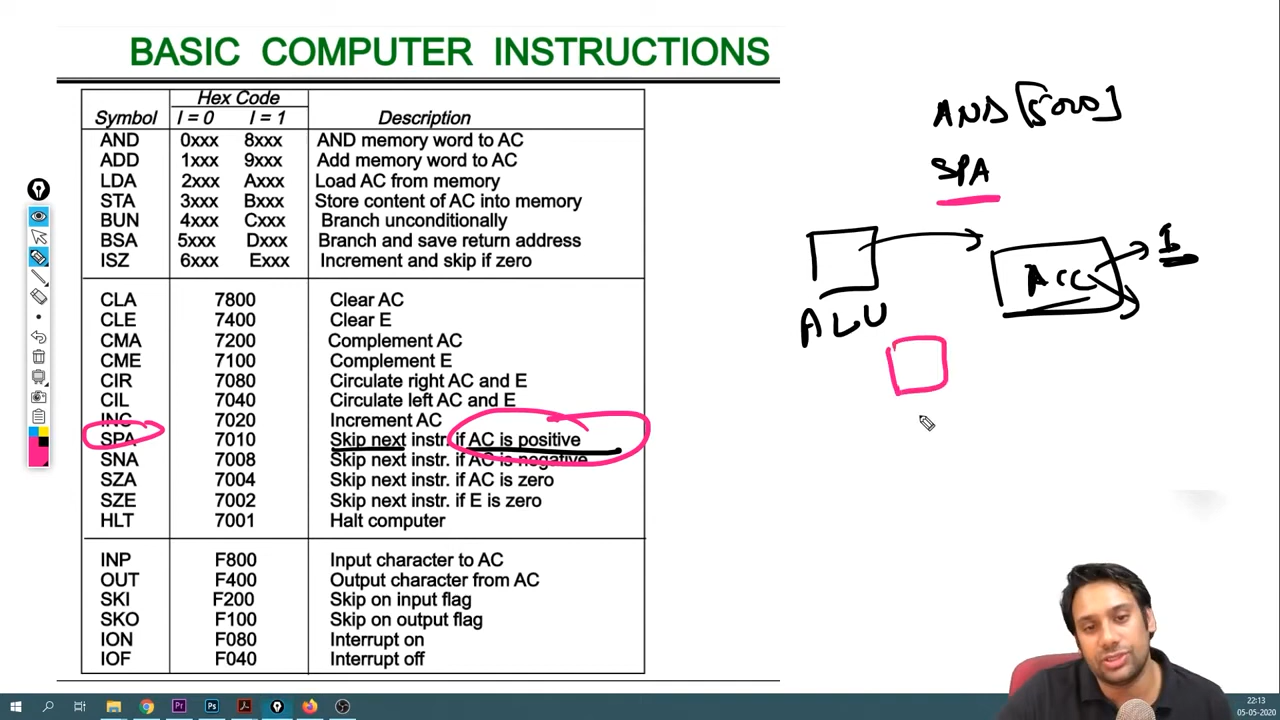 BASIC COMPUTER INSTRUCTIONS
Hex Code
Symbol I = 0 I = 1 Description
AND 0xxx 8xxx AND memory word to AC
ADD 1xxx 9xxx Add memory word to AC
LDA 2xxx Axxx Load AC from memory
STA 3xxx Bxxx Store content of AC into memory
BUN 4xxx Cxxx Branch unconditionally
BSA 5xxx Dxxx Branch and save return address
ISZ 6xxx Exxx Increment and skip if zero
CLA 7800 Clear AC
CLE 7400 Clear E
CMA 7200 Complement AC
CME 7100 Complement E
CIR 7080 Circulate right AC and E
CIL 7040 Circulate left AC and E
INC 7020 Increment AC
SPA 7010 Skip next instr. if AC is positive
SNA 7008 Skip next instr. if AC is negative
SZA 7004 Skip next instr. if AC is zero
SZE 7002 Skip next instr. if E is zero
HLT 7001 Halt computer
INP F800 Input character to AC
OUT F400 Output character from AC
SKI F200 Skip on input flag
SKO F100 Skip on output flag
ION F080 Interrupt on
IOF F040 Interrupt off
AND [5000]
SPA
ACC
ALU
22:13
05-05-2020